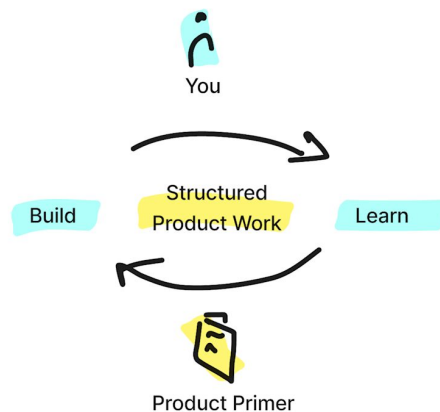 You
Structured
Product Work
Build
Learn
Product Primer